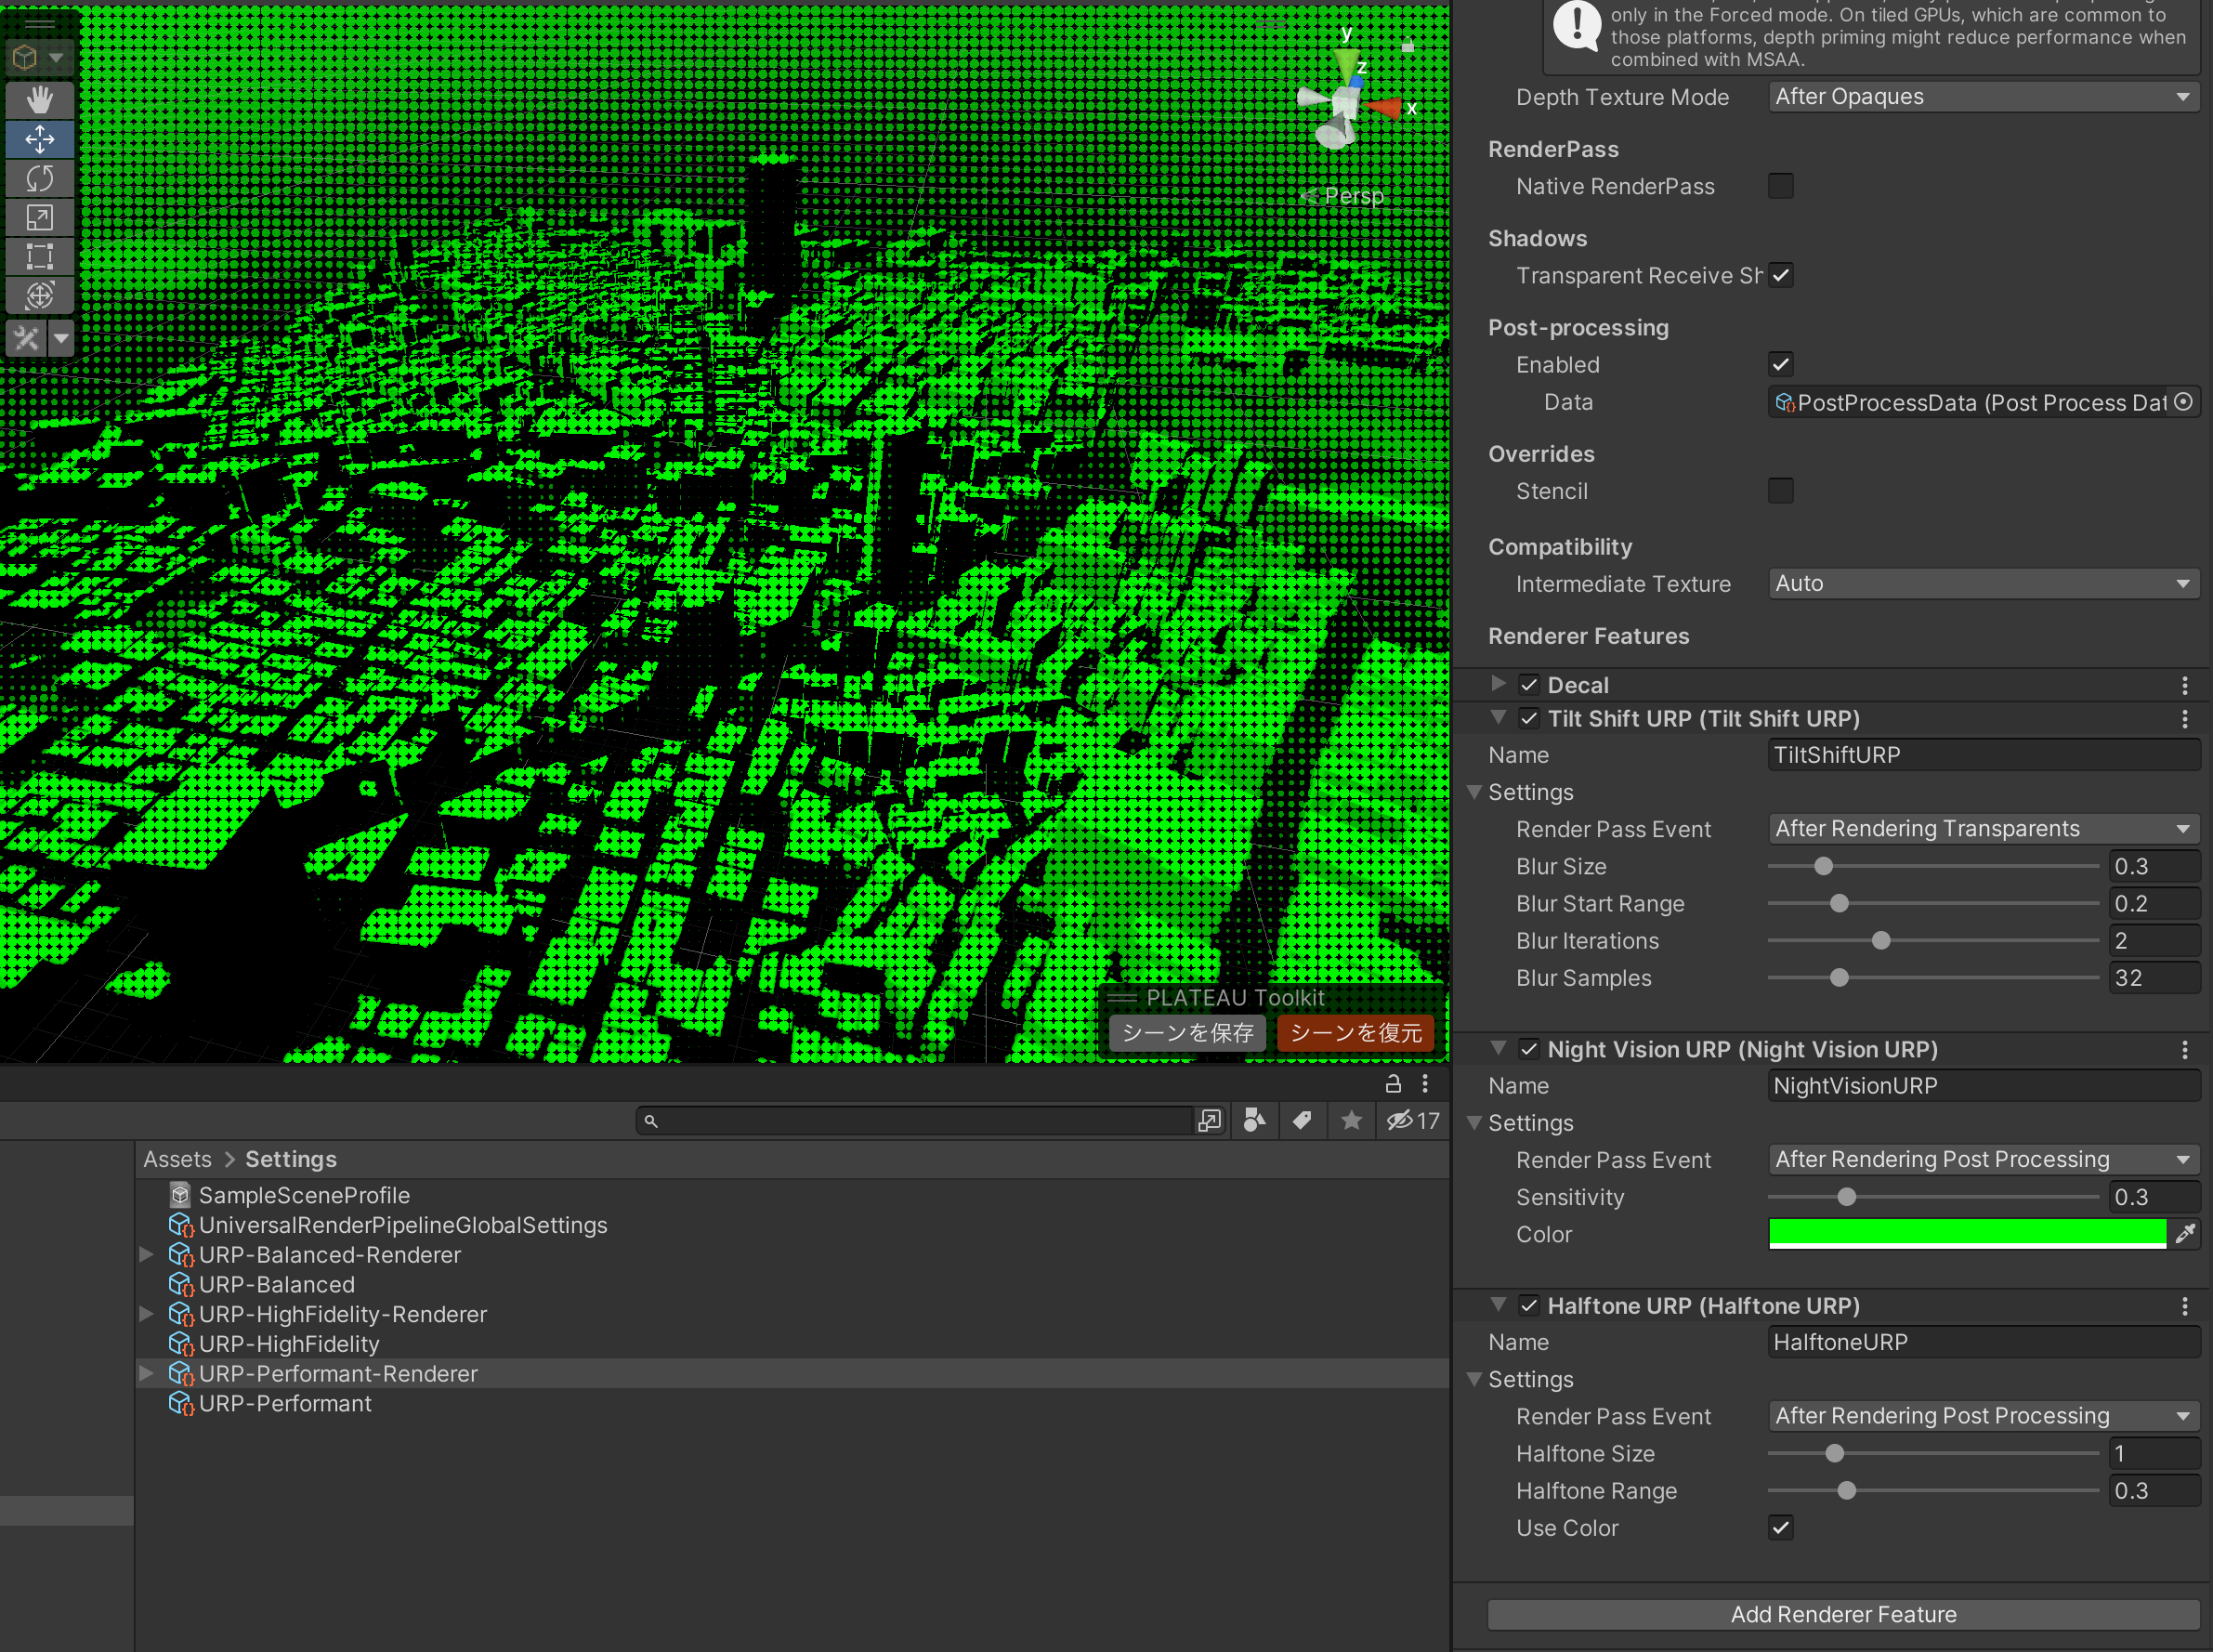 y
z
x
< Persp
PLATEAU Toolkit
シーンを保存
シーンを復元
17
Assets > Settings
SampleSceneProfile
UniversalRenderPipelineGlobalSettings
URP-Balanced-Renderer
URP-Balanced
URP-HighFidelity-Renderer
URP-HighFidelity
URP-Performant-Renderer
URP-Performant
only in the Forced mode. On tiled GPUs, which are common to
those platforms, depth priming might reduce performance when
combined with MSAA.
Depth Texture Mode After Opaques
RenderPass
Native RenderPass
Shadows
Transparent Receive Sh
Post-processing
Enabled
Data PostProcessData (Post Process Dat
Overrides
Stencil
Compatibility
Intermediate Texture Auto
Renderer Features
Decal
Tilt Shift URP (Tilt Shift URP)
Name TiltShiftURP
Settings
Render Pass Event After Rendering Transparents
Blur Size 0.3
Blur Start Range 0.2
Blur Iterations 2
Blur Samples 32
Night Vision URP (Night Vision URP)
Name NightVisionURP
Settings
Render Pass Event After Rendering Post Processing
Sensitivity 0.3
Color
Halftone URP (Halftone URP)
Name HalftoneURP
Settings
Render Pass Event After Rendering Post Processing
Halftone Size 1
Halftone Range 0.3
Use Color
Add Renderer Feature